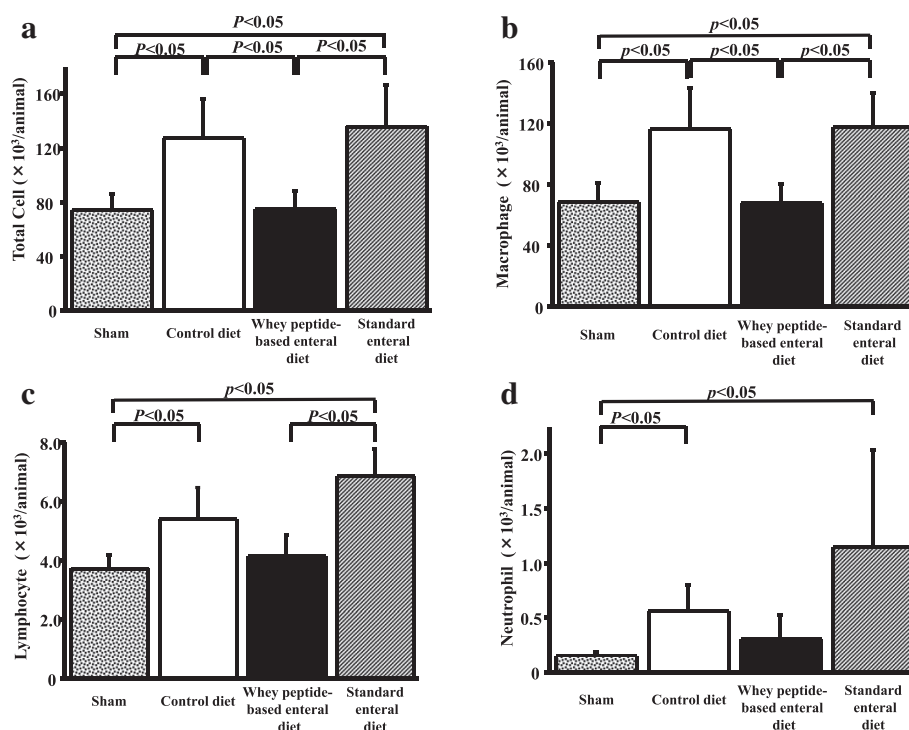 a
P<0.05
P<0.05
P<0.05
P<0.05
Total Cell (×10³/animal)
160
120
80
40
0
Sham
Control diet
Whey peptide-
based enteral
diet
Standard
enteral diet
b
p<0.05
p<0.05
p<0.05
p<0.05
Macrophage (×10³/animal)
160
120
80
40
0
Sham
Control diet
Whey peptide-
based enteral
diet
Standard
enteral
diet
c
p<0.05
P<0.05
P<0.05
Lymphocyte (×10³/animal)
8.0
6.0
4.0
2.0
0
Sham
Control diet
Whey peptide-
based enteral
diet
Standard
enteral diet
d
p<0.05
P<0.05
Neutrophil (×10³/animal)
2.0
1.5
1.0
0.5
0
Sham
Control diet
Whey peptide-
based enteral
diet
Standard
enteral
diet